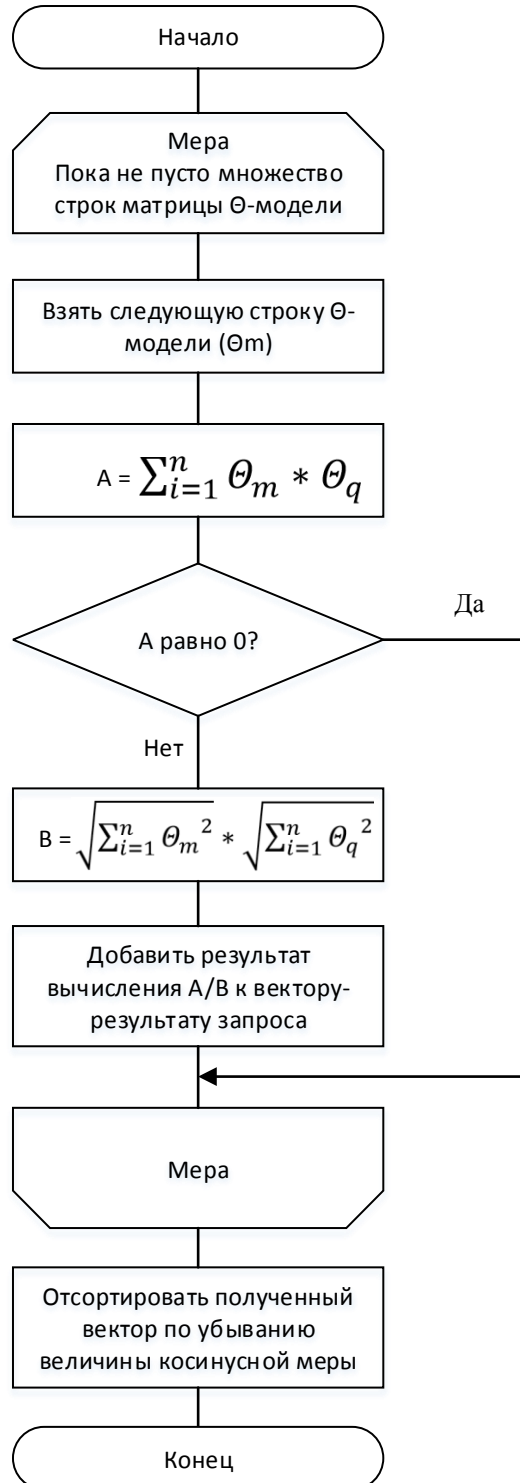 Начало
Мера
Пока не пусто множество
строк матрицы Θ-модели
Взять следующую строку Θ-
модели (Θm)
A = ∑ⁿᵢ₌₁ Θₘ * Θ_q
А равно 0?
Да
Нет
B = √(∑ⁿᵢ₌₁ Θₘ²) * √(∑ⁿᵢ₌₁ Θ_q²)
Добавить результат
вычисления A/B к вектору-
результату запроса
Мера
Отсортировать полученный
вектор по убыванию
величины косинусной меры
Конец